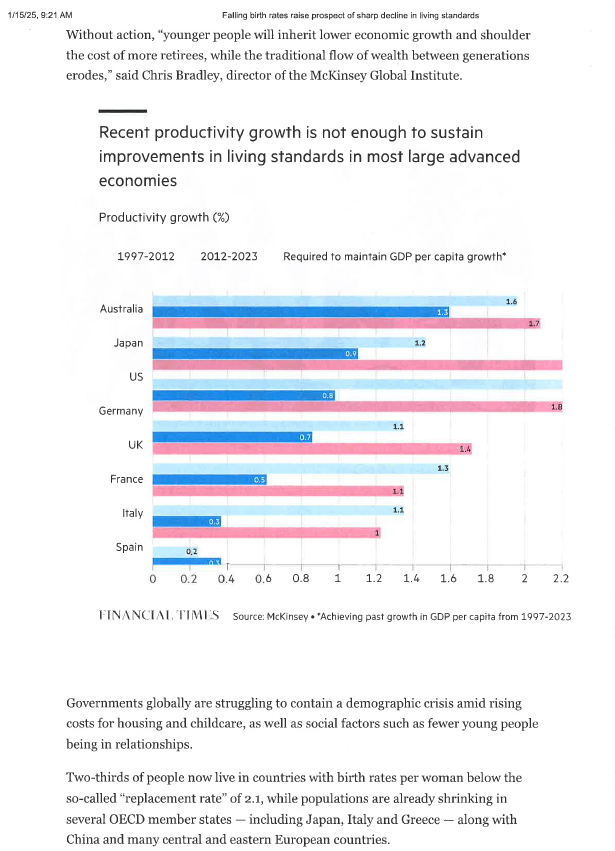 1/15/25, 9:21 AM Falling birth rates raise prospect of sharp decline in living standards
Without action, “younger people will inherit lower economic growth and shoulder
the cost of more retirees, while the traditional flow of wealth between generations
erodes,” said Chris Bradley, director of the McKinsey Global Institute.
Recent productivity growth is not enough to sustain
improvements in living standards in most large advanced
economies
Productivity growth (%)
1997-2012 2012-2023 Required to maintain GDP per capita growth*
1.6
Australia 1.3
1.7
Japan 1.2
0.9
US
0.8
Germany 1.8
1.1
UK 0.7
1.4
1.3
France 0.5
1.1
Italy 1.1
0.3
1
Spain 0.2
0.3
0 0.2 0.4 0.6 0.8 1 1.2 1.4 1.6 1.8 2 2.2
FINANCIAL TIMES Source: McKinsey • *Achieving past growth in GDP per capita from 1997-2023
Governments globally are struggling to contain a demographic crisis amid rising
costs for housing and childcare, as well as social factors such as fewer young people
being in relationships.
Two-thirds of people now live in countries with birth rates per woman below the
so-called “replacement rate” of 2.1, while populations are already shrinking in
several OECD member states — including Japan, Italy and Greece — along with
China and many central and eastern European countries.